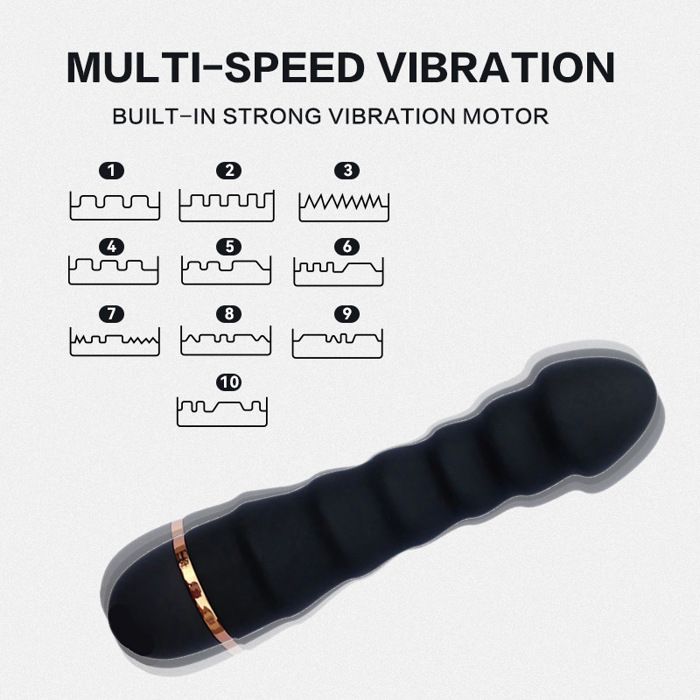 MULTI-SPEED VIBRATION
BUILT-IN STRONG VIBRATION MOTOR
1 2 3
4 5 6
7 8 9
10